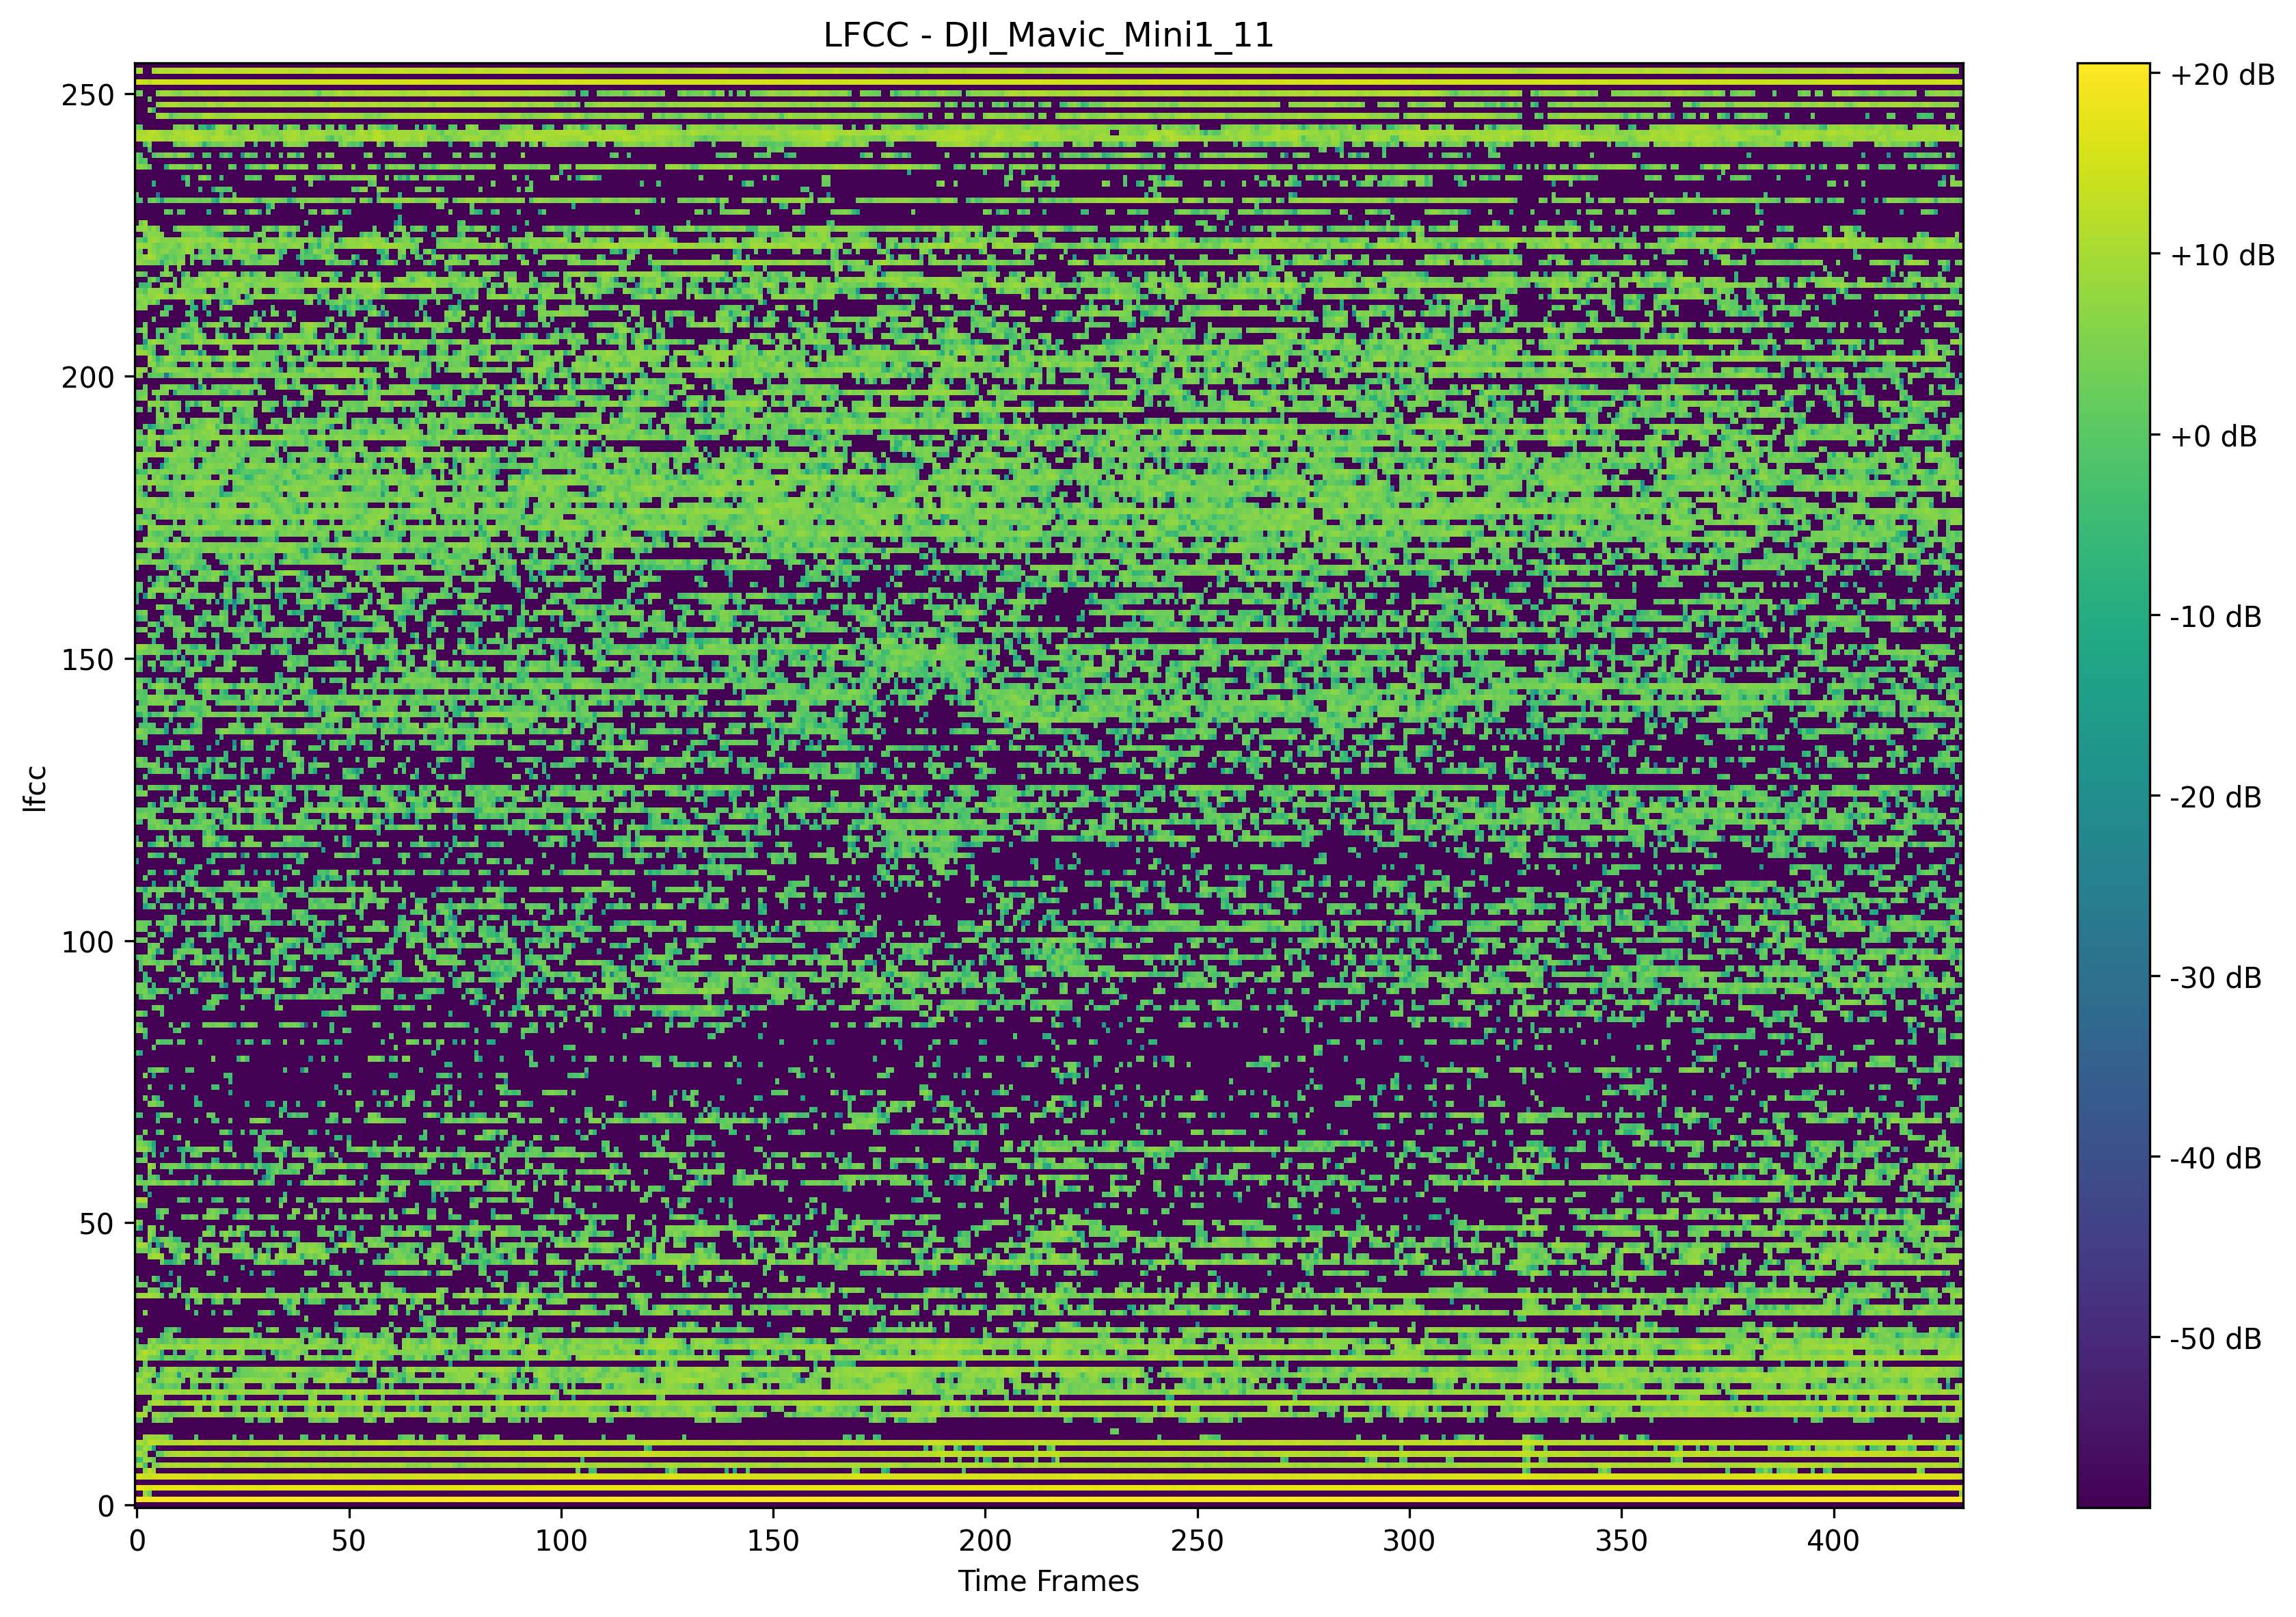 LFCC - DJI_Mavic_Mini1_11
250
200
150
100
50
0
lfcc
0 50 100 150 200 250 300 350 400
Time Frames
+20 dB
+10 dB
+0 dB
-10 dB
-20 dB
-30 dB
-40 dB
-50 dB